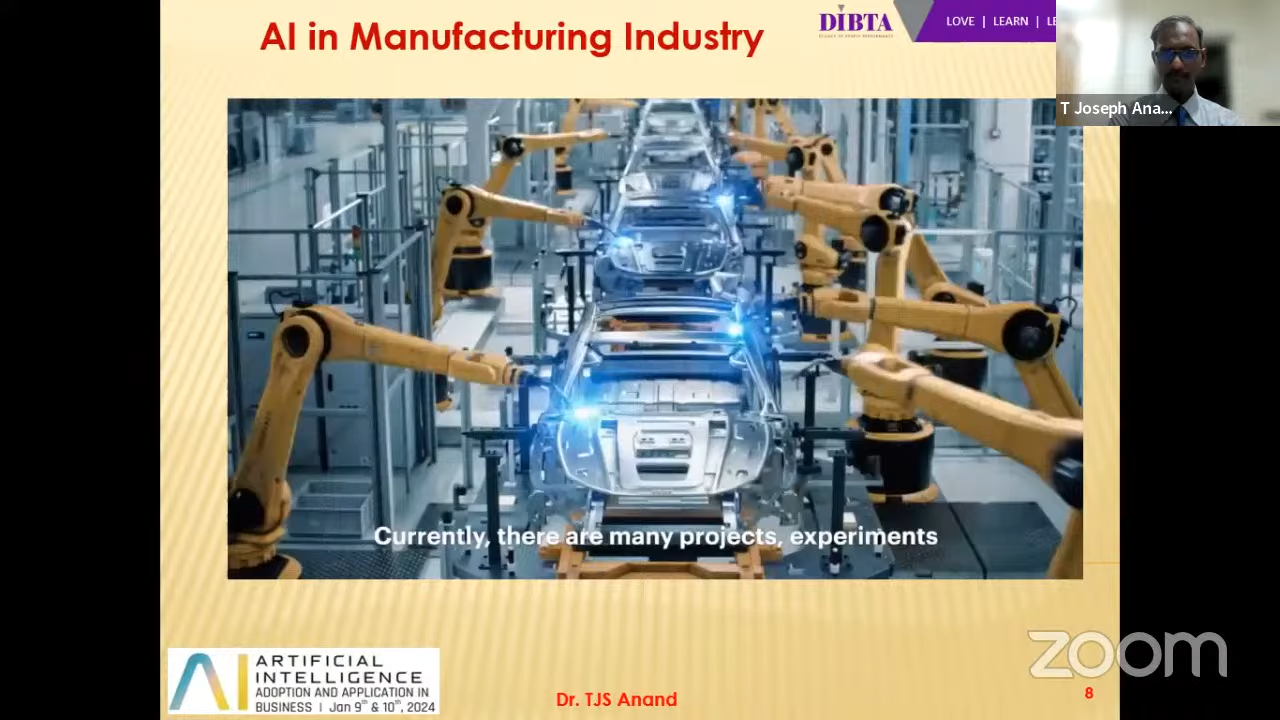 AI in Manufacturing Industry
DIBTA
LOVE | LEARN | LE
T Joseph Ana...
Currently, there are many projects, experiments
ARTIFICIAL
INTELLIGENCE
ADOPTION AND APPLICATION IN
BUSINESS | Jan 9th & 10th, 2024
Dr. TJS Anand
8
zoom